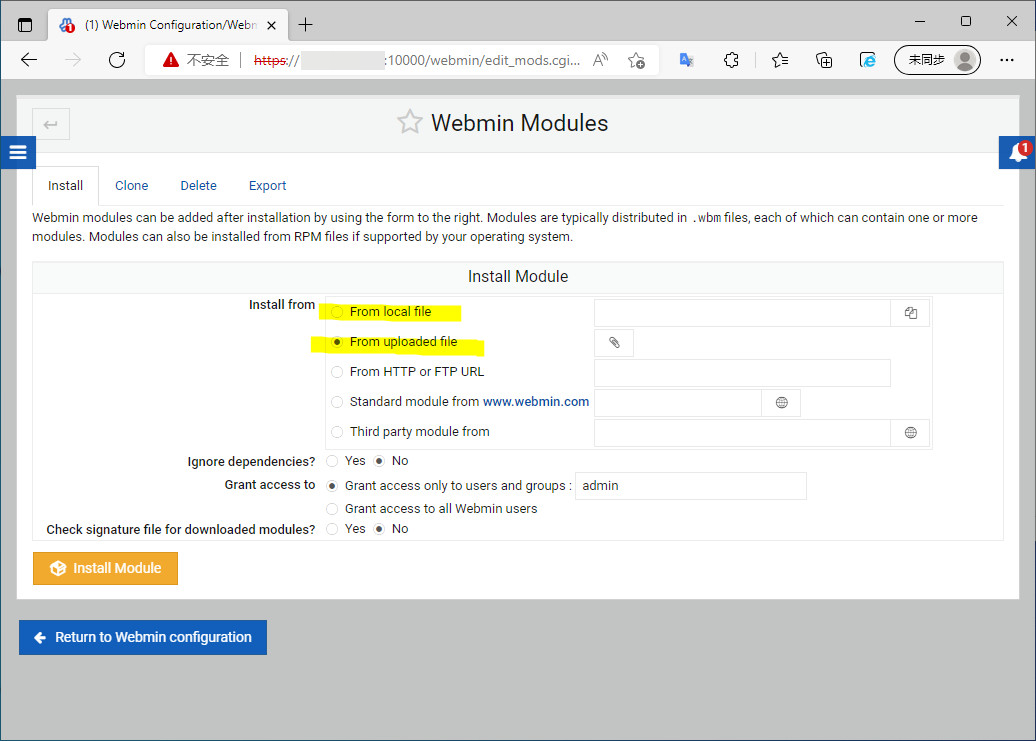 (1) Webmin Configuration/Webn
不安全 https:// :10000/webmin/edit_mods.cgi... 未同步
Webmin Modules
1
Install Clone Delete Export
Webmin modules can be added after installation by using the form to the right. Modules are typically distributed in .wbm files, each of which can contain one or more
modules. Modules can also be installed from RPM files if supported by your operating system.
Install Module
Install from From local file
From uploaded file
From HTTP or FTP URL
Standard module from www.webmin.com
Third party module from
Ignore dependencies? Yes No
Grant access to Grant access only to users and groups : admin
Grant access to all Webmin users
Check signature file for downloaded modules? Yes No
Install Module
Return to Webmin configuration